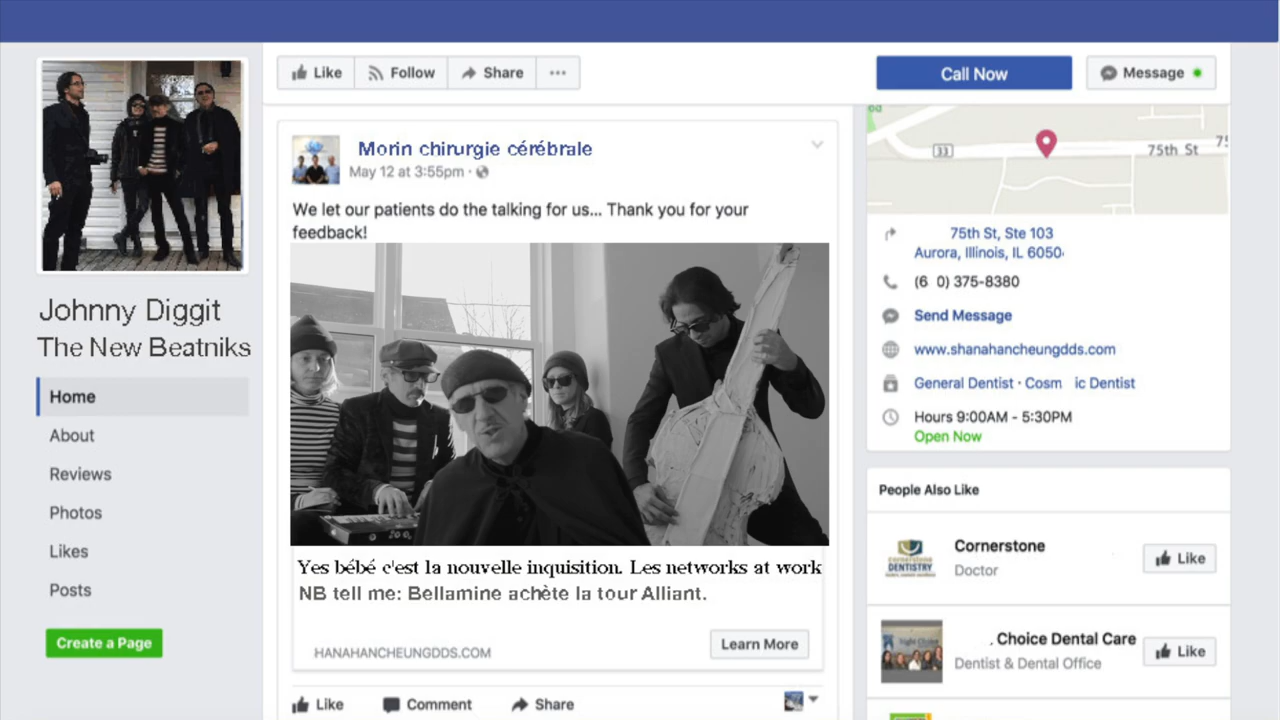 Like
Follow
Share
Call Now
Message
Johnny Diggit
The New Beatniks
Home
About
Reviews
Photos
Likes
Posts
Create a Page
Morin chirurgie cérébrale
May 12 at 3:55pm ·
We let our patients do the talking for us... Thank you for your
feedback!
Yes bébé c'est la nouvelle inquisition. Les networks at work
NB tell me: Bellamine achète la tour Alliant.
HANAHANCHEUNGDDS.COM
Learn More
Like
Comment
Share
33
75th St
75th St, Ste 103
Aurora, Illinois, IL 6050
(6 0) 375-8380
Send Message
www.shanahancheungdds.com
General Dentist · Cosm ic Dentist
Hours 9:00AM - 5:30PM
Open Now
People Also Like
CORNERSTONE
DENTISTRY
Cornerstone
Doctor
Like
. Choice Dental Care
Dentist & Dental Office
Like